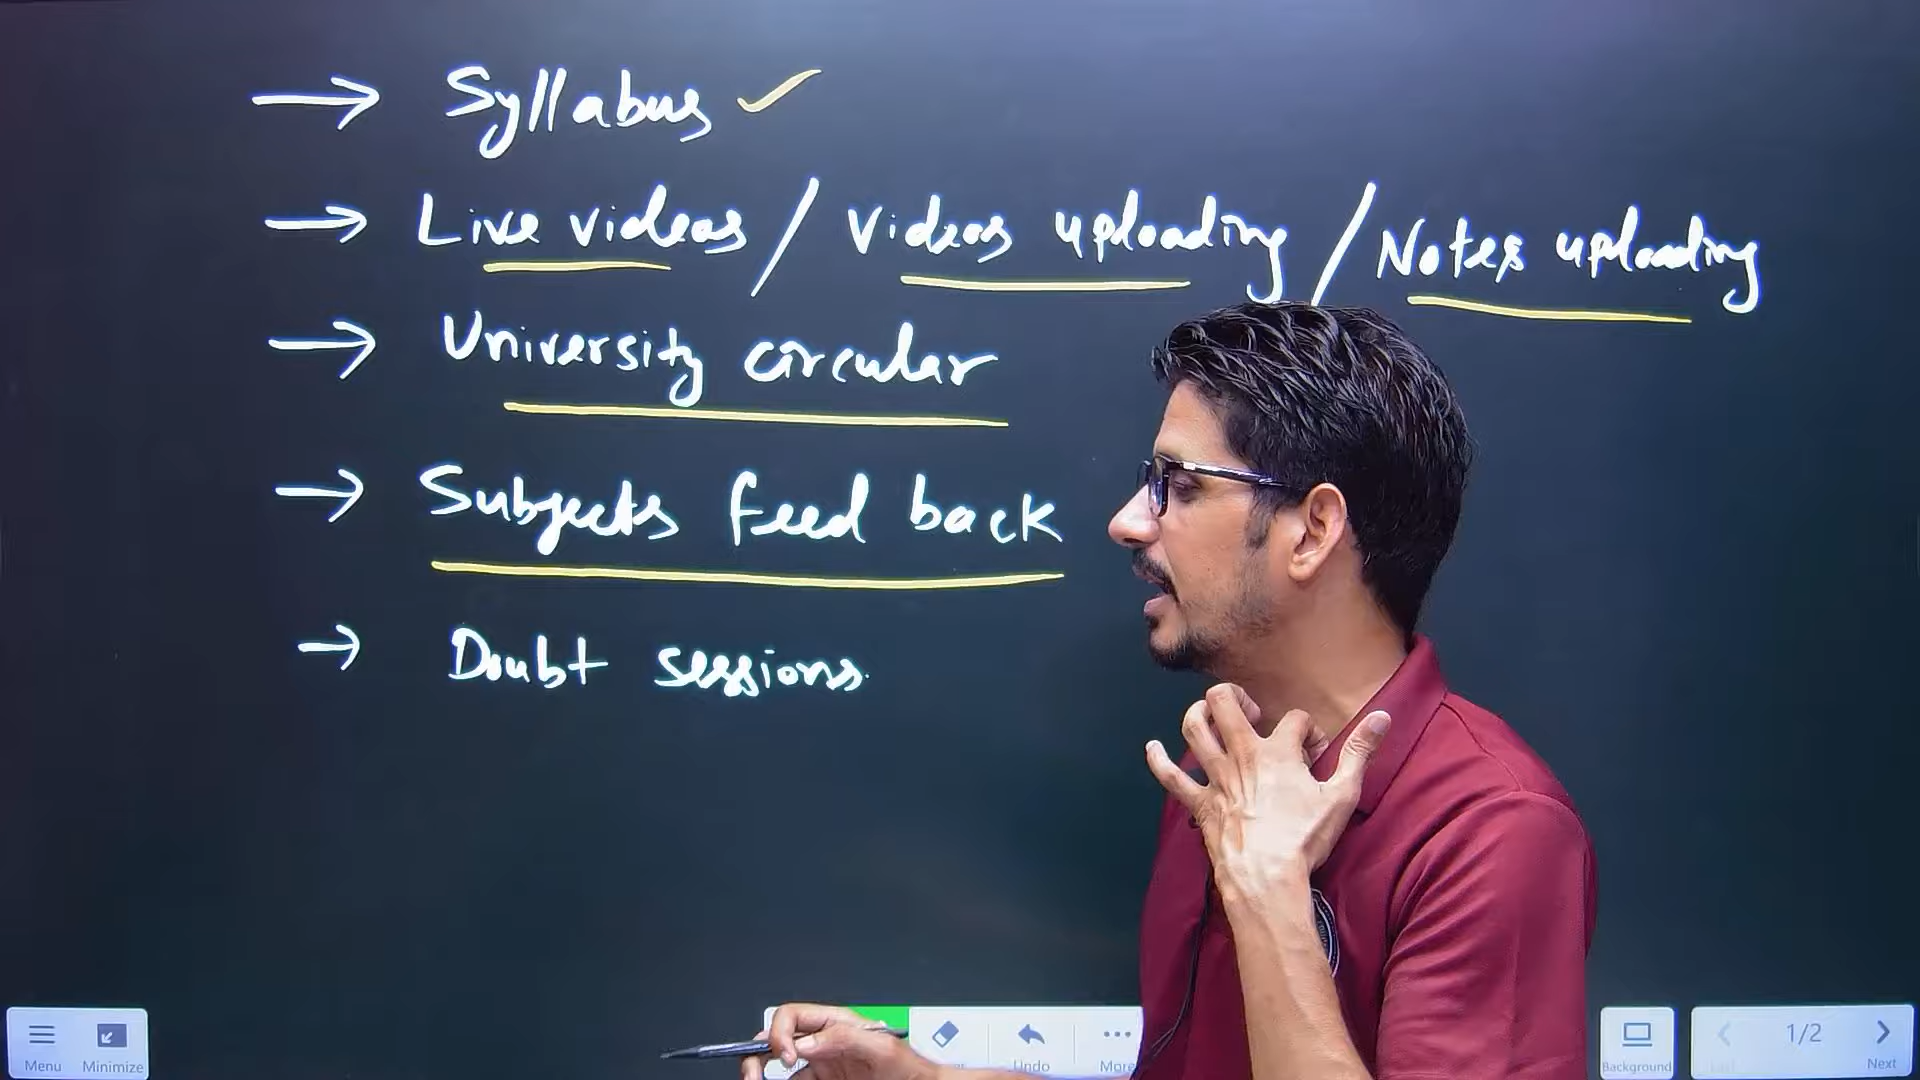 → Syllabus ✓
→ Live videos / Videos uploading / Notes uploading
→ University circular
→ Subjects feed back
→ Doubt sessions.
Menu Minimize Undo More Background 1/2 Next